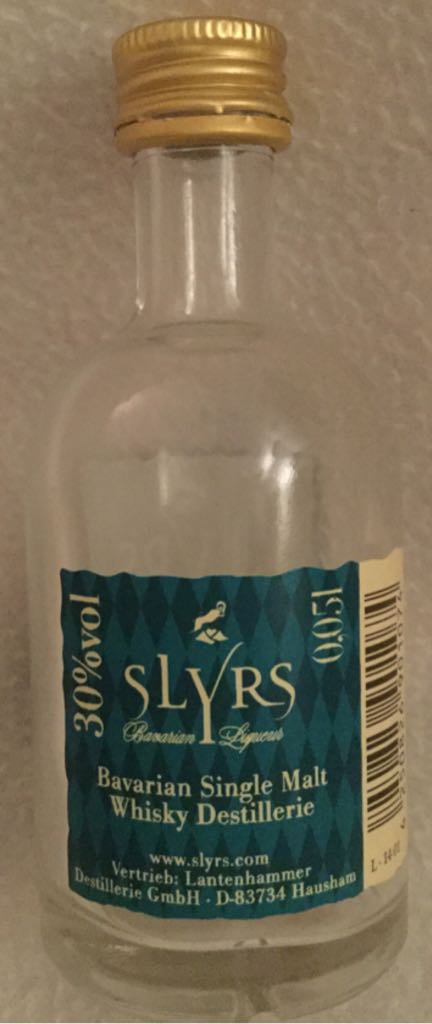 30%vol
0,05l
SLYRS
Bavarian Liqueur
Bavarian Single Malt
Whisky Destillerie
www.slyrs.com
Vertrieb: Lantenhammer
Destillerie GmbH · D-83734 Hausham